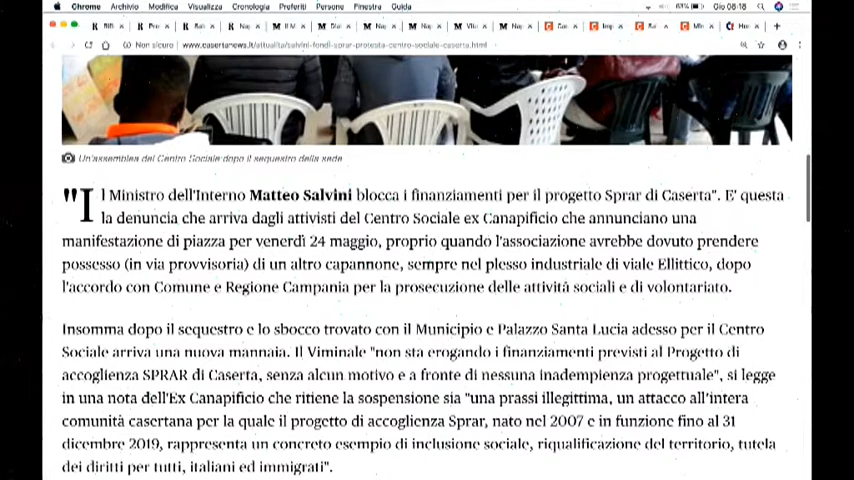 Chrome Archivio Modifica Visualizza Cronologia Preferiti Persone Finestra Guida 63% Gio 08:18
Non sicuro | www.casertanews.it/attualita/salvini-fondi-sprar-protesta-centro-sociale-caserta.html
Un'assemblea del Centro Sociale dopo il sequestro della sede
"Il Ministro dell'Interno Matteo Salvini blocca i finanziamenti per il progetto Sprar di Caserta". E' questa
la denuncia che arriva dagli attivisti del Centro Sociale ex Canapificio che annunciano una
manifestazione di piazza per venerdì 24 maggio, proprio quando l'associazione avrebbe dovuto prendere
possesso (in via provvisoria) di un altro capannone, sempre nel plesso industriale di viale Ellittico, dopo
l'accordo con Comune e Regione Campania per la prosecuzione delle attività sociali e di volontariato.
Insomma dopo il sequestro e lo sbocco trovato con il Municipio e Palazzo Santa Lucia adesso per il Centro
Sociale arriva una nuova mannaia. Il Viminale "non sta erogando i finanziamenti previsti al Progetto di
accoglienza SPRAR di Caserta, senza alcun motivo e a fronte di nessuna inadempienza progettuale", si legge
in una nota dell'Ex Canapificio che ritiene la sospensione sia "una prassi illegittima, un attacco all'intera
comunità casertana per la quale il progetto di accoglienza Sprar, nato nel 2007 e in funzione fino al 31
dicembre 2019, rappresenta un concreto esempio di inclusione sociale, riqualificazione del territorio, tutela
dei diritti per tutti, italiani ed immigrati".